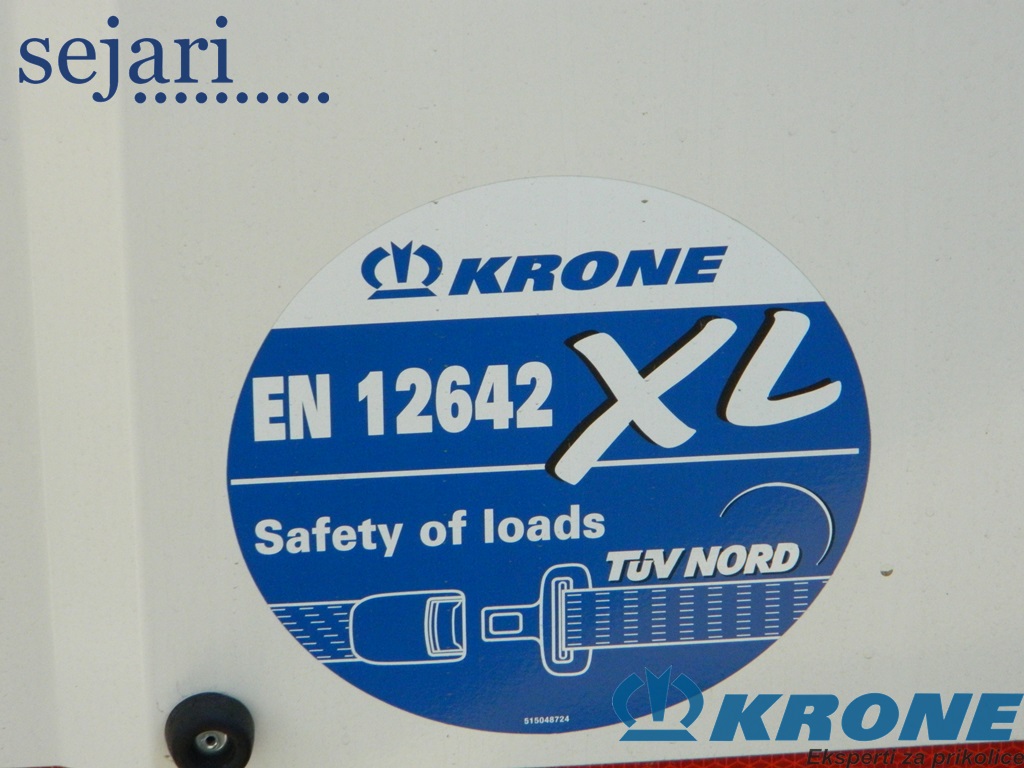 sejari..........
KRONE
EN 12642 XL
Safety of loads
TÜV NORD
515048724
KRONE
Eksperti za prikolice